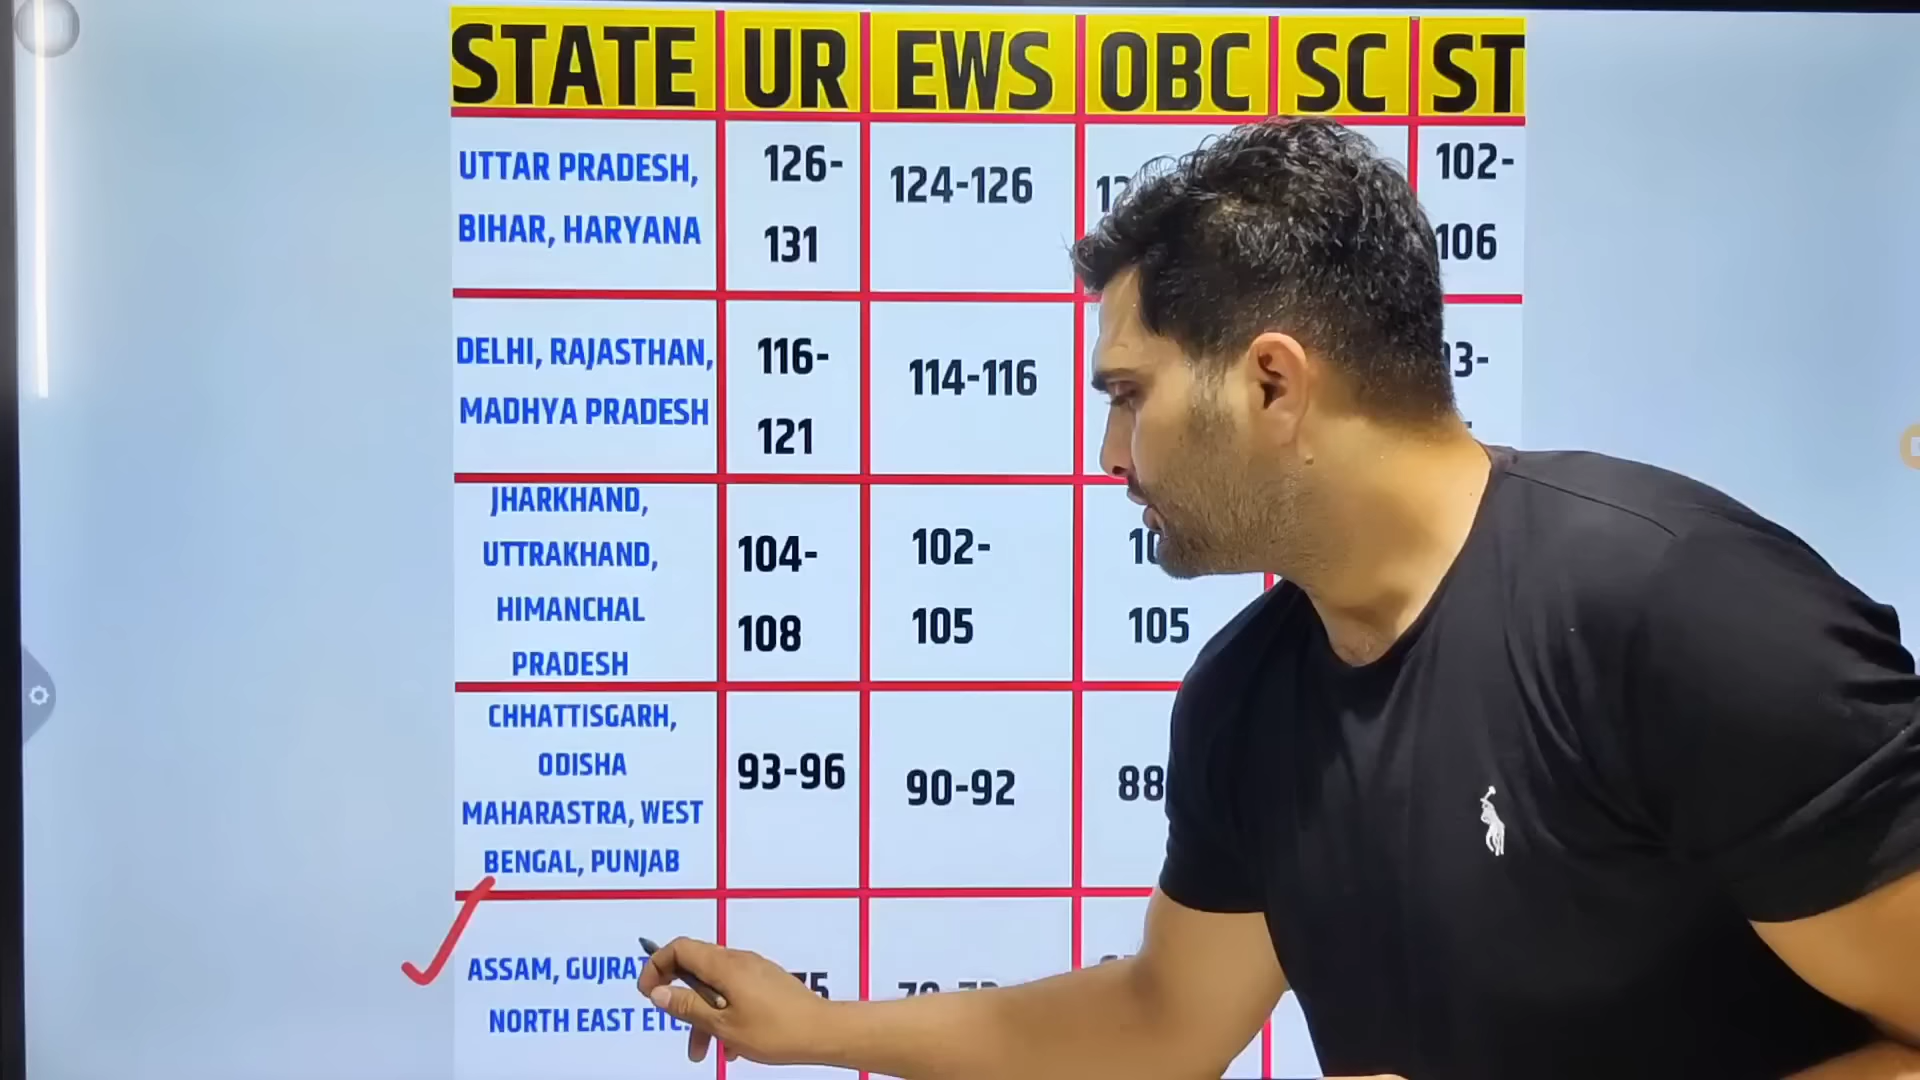 STATE UR EWS OBC SC ST
UTTAR PRADESH,
BIHAR, HARYANA
126-
131
124-126
102-
106
DELHI, RAJASTHAN,
MADHYA PRADESH
116-
121
114-116
JHARKHAND,
UTTRAKHAND,
HIMANCHAL
PRADESH
104-
108
102-
105
105
CHHATTISGARH,
ODISHA
MAHARASTRA, WEST
BENGAL, PUNJAB
93-96
90-92
88
ASSAM,
NORTH EAST